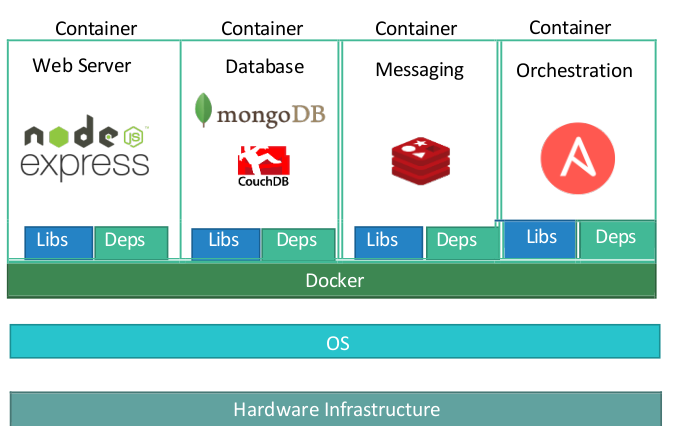 Container
Container
Container
Container
Web Server
Database
Messaging
Orchestration
node JS
express
mongoDB
CouchDB
A
Libs
Deps
Libs
Deps
Libs
Deps
Libs
Deps
Docker
OS
Hardware Infrastructure